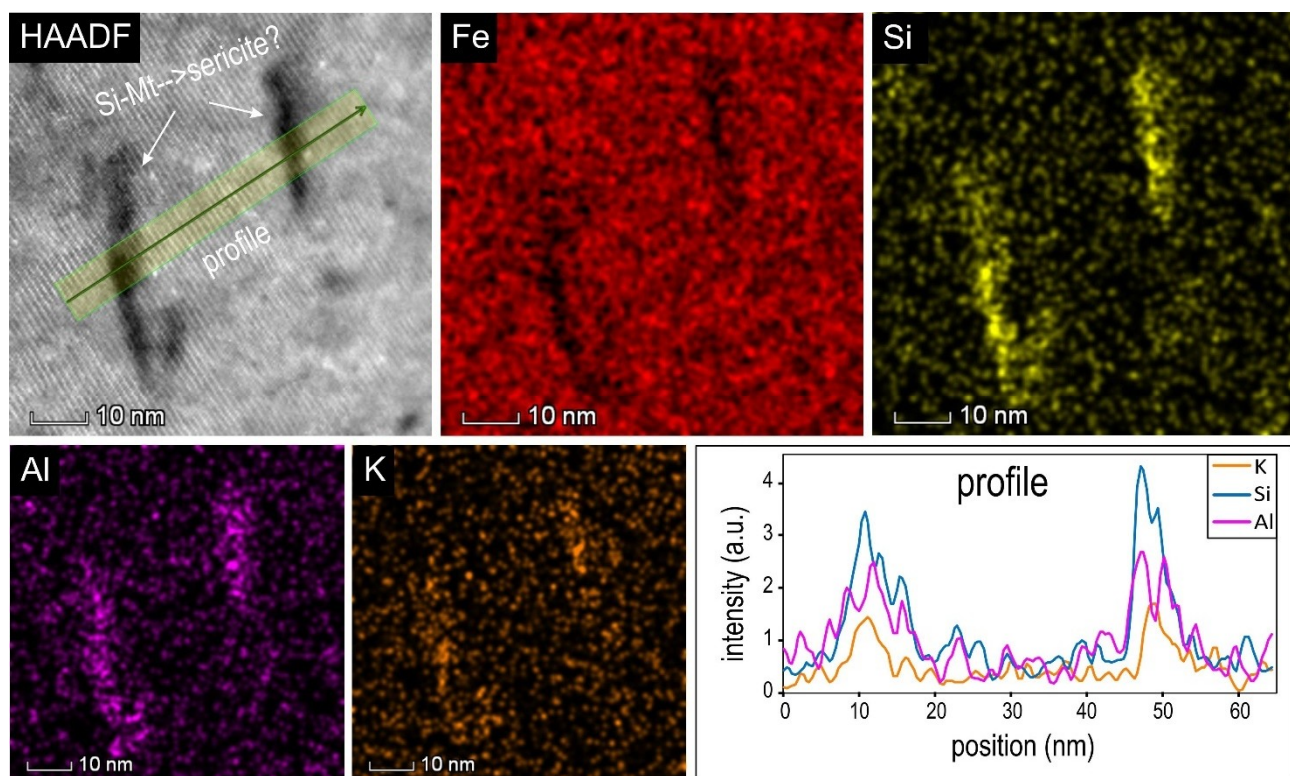 HAADF
Si-Mt-->sericite?
profile
10 nm
Fe
10 nm
Si
10 nm
Al
10 nm
K
10 nm
profile
K
Si
Al
intensity (a.u.)
4
3
2
1
0
0 10 20 30 40 50 60
position (nm)